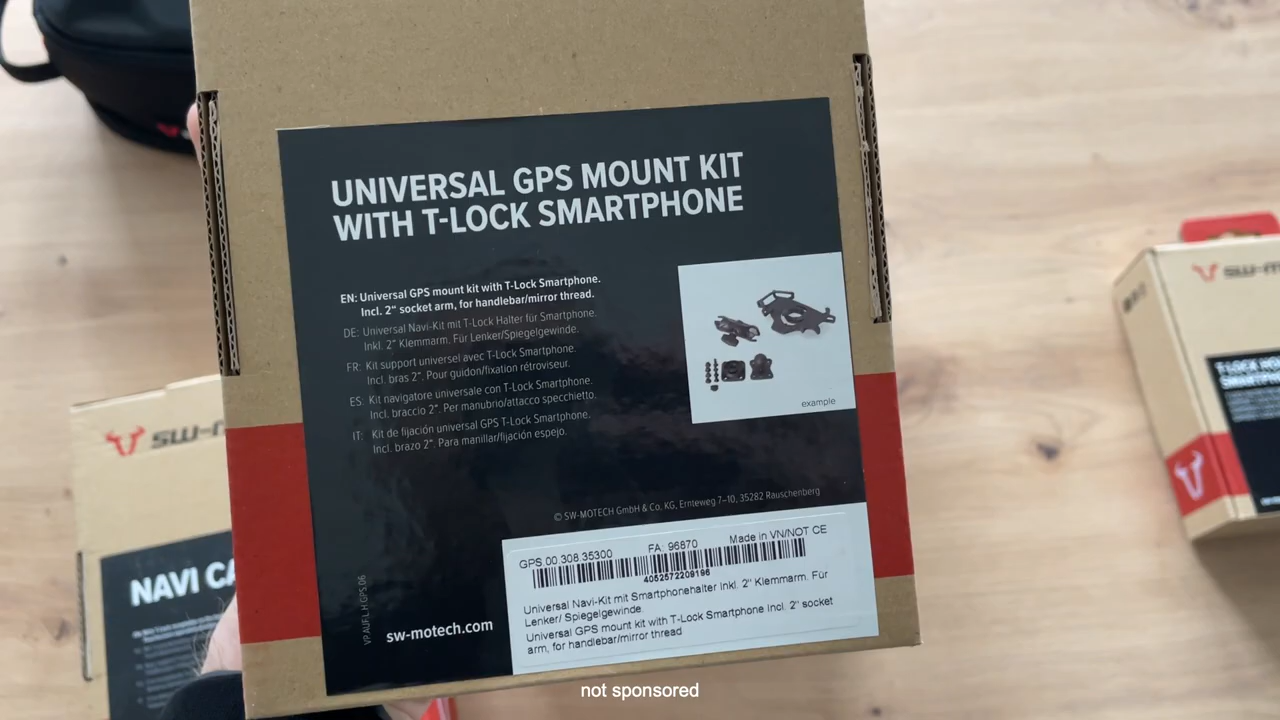 UNIVERSAL GPS MOUNT KIT
WITH T-LOCK SMARTPHONE
EN: Universal GPS mount kit with T-Lock Smartphone.
Incl. 2“ socket arm, for handlebar/mirror thread.
DE: Universal Navi-Kit mit T-Lock Halter für Smartphone.
Inkl. 2" Klemmarm. Für Lenker/Spiegelgewinde.
FR: Kit support universel avec T-Lock Smartphone.
Incl. bras 2". Pour guidon/fixation rétroviseur.
ES: Kit navigatore universale con T-Lock Smartphone.
Incl. braccio 2". Per manubrio/attacco specchietto.
IT: Kit de fijación universal GPS T-Lock Smartphone.
Incl. brazo 2". Para manillar/fijación espejo.
example
© SW-MOTECH GmbH & Co. KG, Ernteweg 7–10, 35282 Rauschenberg
GPS.00.308.35300 FA: 96870 Made in VN/NOT CE
4052572209196
Universal Navi-Kit mit Smartphonehalter Inkl. 2" Klemmarm. Für
Lenker/ Spiegelgewinde
Universal GPS mount kit with T-Lock Smartphone Incl. 2" socket
arm, for handlebar/mirror thread
VP.AUF.L.H.GPS.06
sw-motech.com
SW-M
NAVI CA
SW-M
T-LOCK
not sponsored